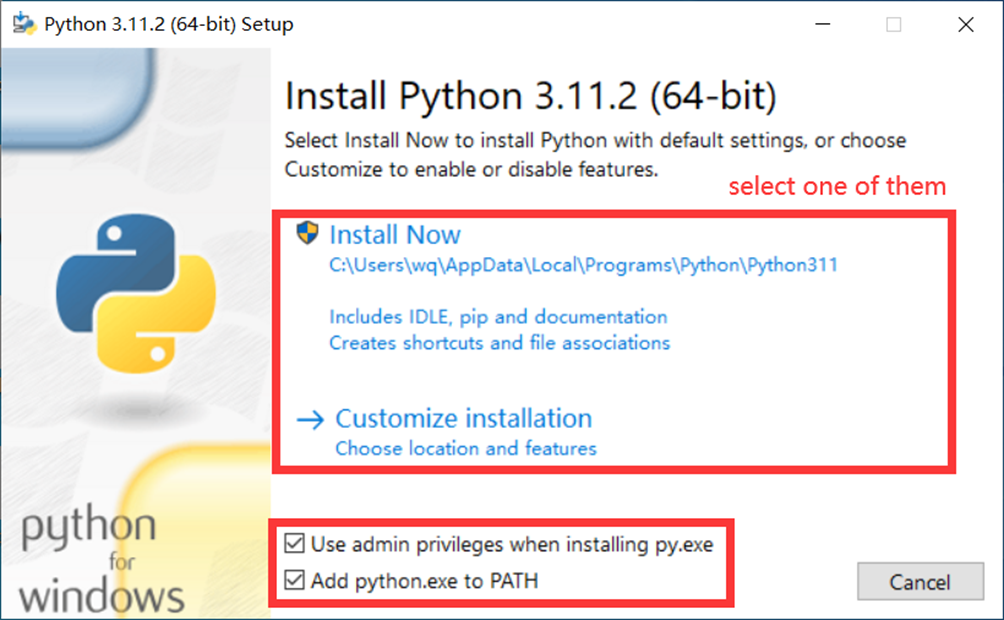 Python 3.11.2 (64-bit) Setup
Install Python 3.11.2 (64-bit)
Select Install Now to install Python with default settings, or choose
Customize to enable or disable features.
select one of them
Install Now
C:\Users\wq\AppData\Local\Programs\Python\Python311
Includes IDLE, pip and documentation
Creates shortcuts and file associations
Customize installation
Choose location and features
python
for
windows
Use admin privileges when installing py.exe
Add python.exe to PATH
Cancel